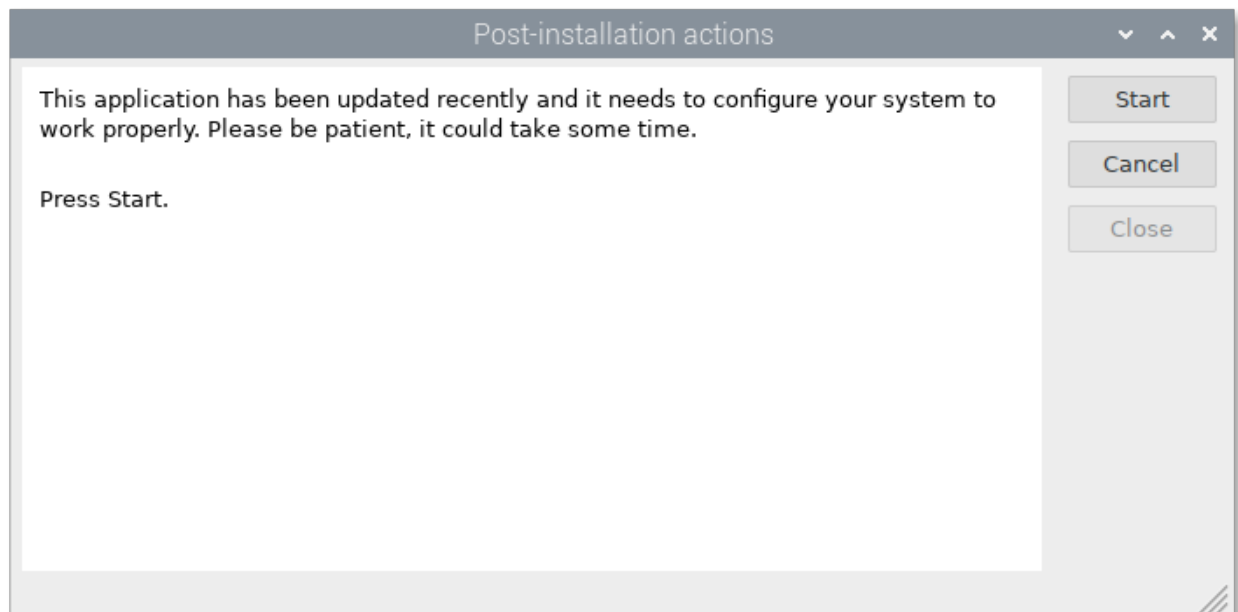 Post-installation actions
This application has been updated recently and it needs to configure your system to
work properly. Please be patient, it could take some time.
Press Start.
Start
Cancel
Close